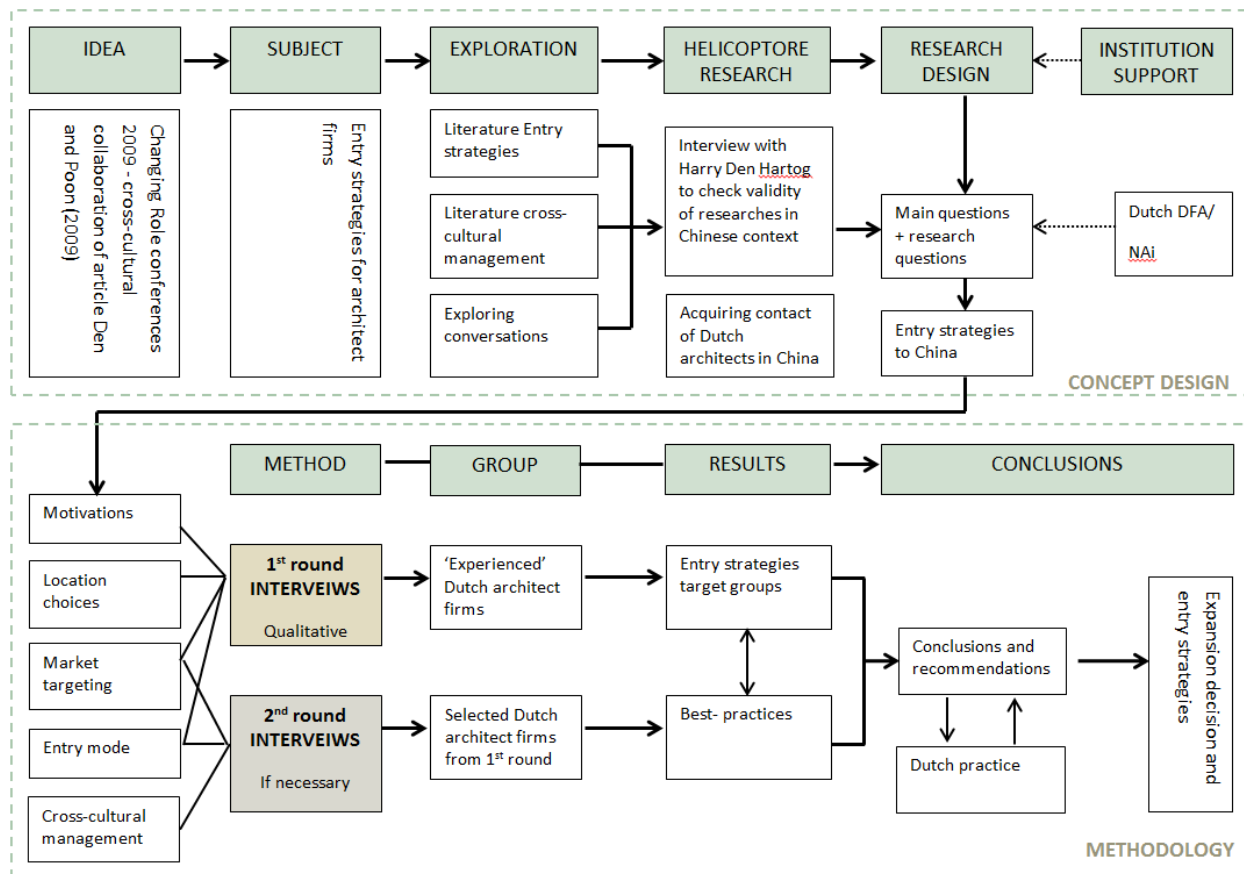 IDEA
SUBJECT
EXPLORATION
HELICOPTORE
RESEARCH
RESEARCH
DESIGN
INSTITUTION
SUPPORT
Changing Role conferences
2009 - cross-cultural
collaboration of article Den
and Poon (2009)
Entry strategies for architect
firms
Literature Entry
strategies
Literature cross-
cultural
management
Exploring
conversations
Interview with
Harry Den Hartog
to check validity
of researches in
Chinese context
Acquiring contact
of Dutch
architects in China
Main questions
+ research
questions
Entry strategies
to China
Dutch DFA/
NAi
CONCEPT DESIGN
METHOD
GROUP
RESULTS
CONCLUSIONS
Motivations
Location
choices
Market
targeting
Entry mode
Cross-cultural
management
1st round
INTERVEIWS
Qualitative
2nd round
INTERVEIWS
If necessary
‘Experienced’
Dutch architect
firms
Selected Dutch
architect firms
from 1st round
Entry strategies
target groups
Best- practices
Conclusions and
recommendations
Dutch practice
Expansion decision and
entry strategies
METHODOLOGY